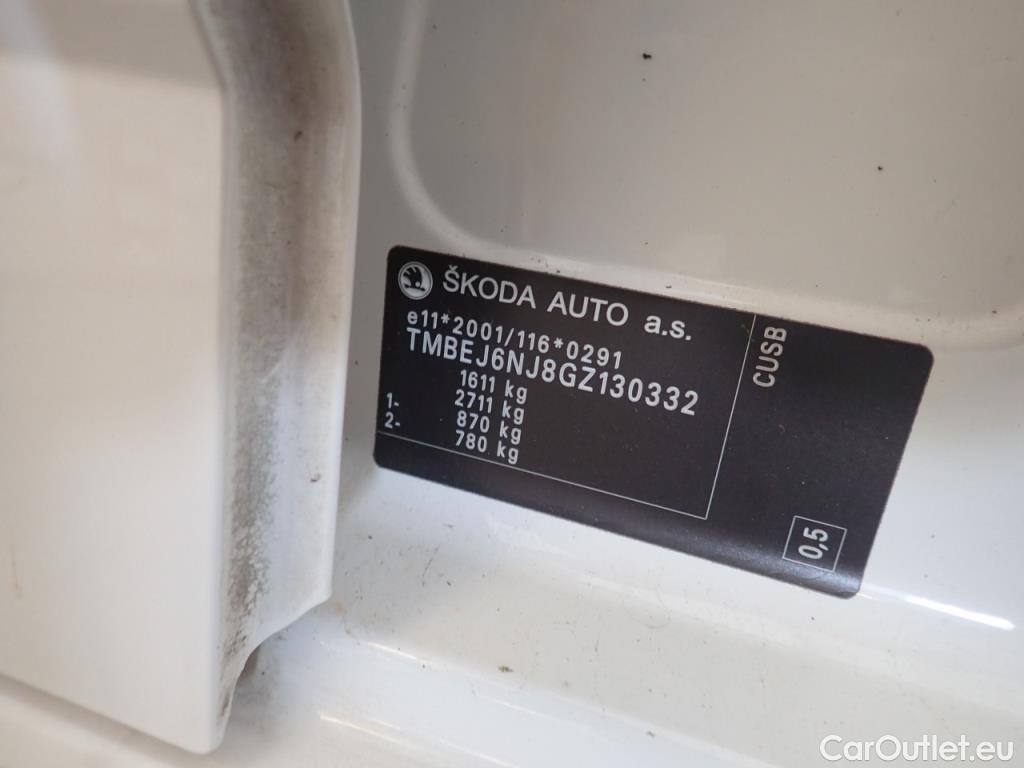 ŠKODA AUTO a.s.
e11*2001/116*0291
TMBEJ6NJ8GZ130332
1611 kg
2711 kg
1- 870 kg
2- 780 kg
CUSB
0,5
CarOutlet.eu